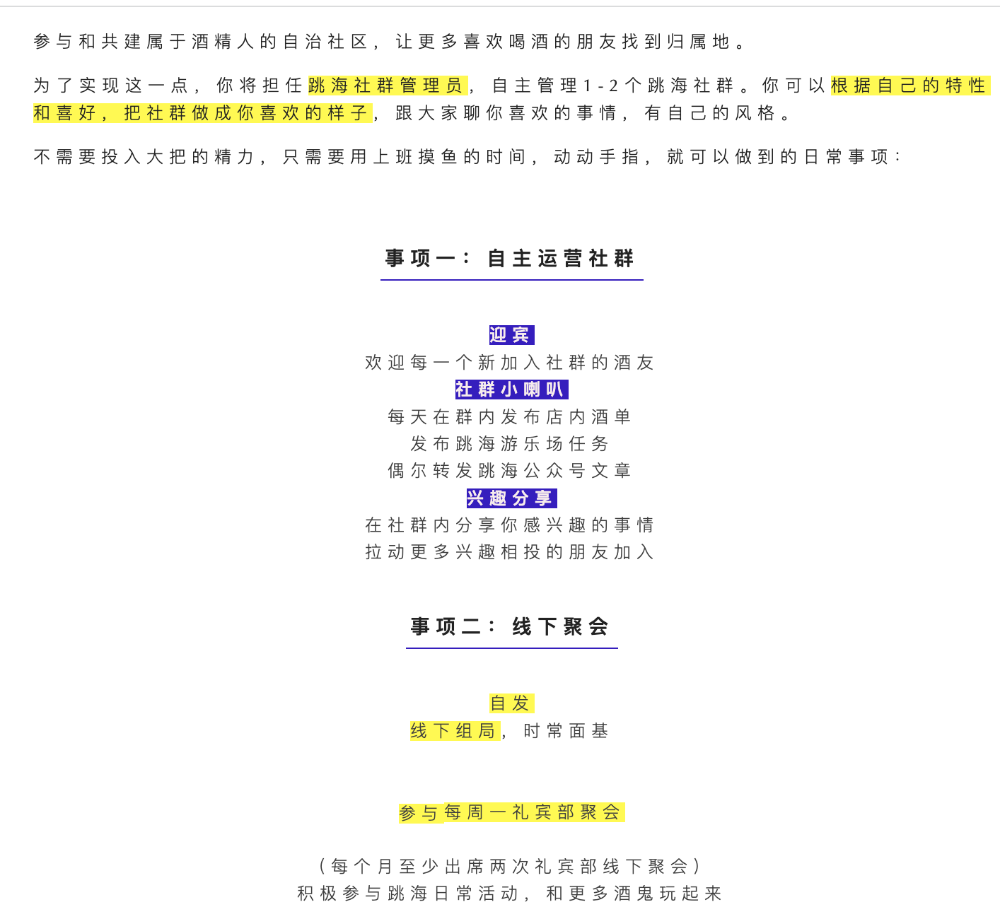 参与和共建属于酒精人的自治社区，让更多喜欢喝酒的朋友找到归属地。
为了实现这一点，你将担任跳海社群管理员，自主管理1-2个跳海社群。你可以根据自己的特性
和喜好，把社群做成你喜欢的样子，跟大家聊你喜欢的事情，有自己的风格。
不需要投入大把的精力，只需要用上班摸鱼的时间，动动手指，就可以做到的日常事项：
事项一：自主运营社群
迎宾
欢迎每一个新加入社群的酒友
社群小喇叭
每天在群内发布店内酒单
发布跳海游乐场任务
偶尔转发跳海公众号文章
兴趣分享
在社群内分享你感兴趣的事情
拉动更多兴趣相投的朋友加入
事项二：线下聚会
自发
线下组局，时常面基
参与每周一礼宾部聚会
（每个月至少出席两次礼宾部线下聚会）
积极参与跳海日常活动，和更多酒鬼玩起来